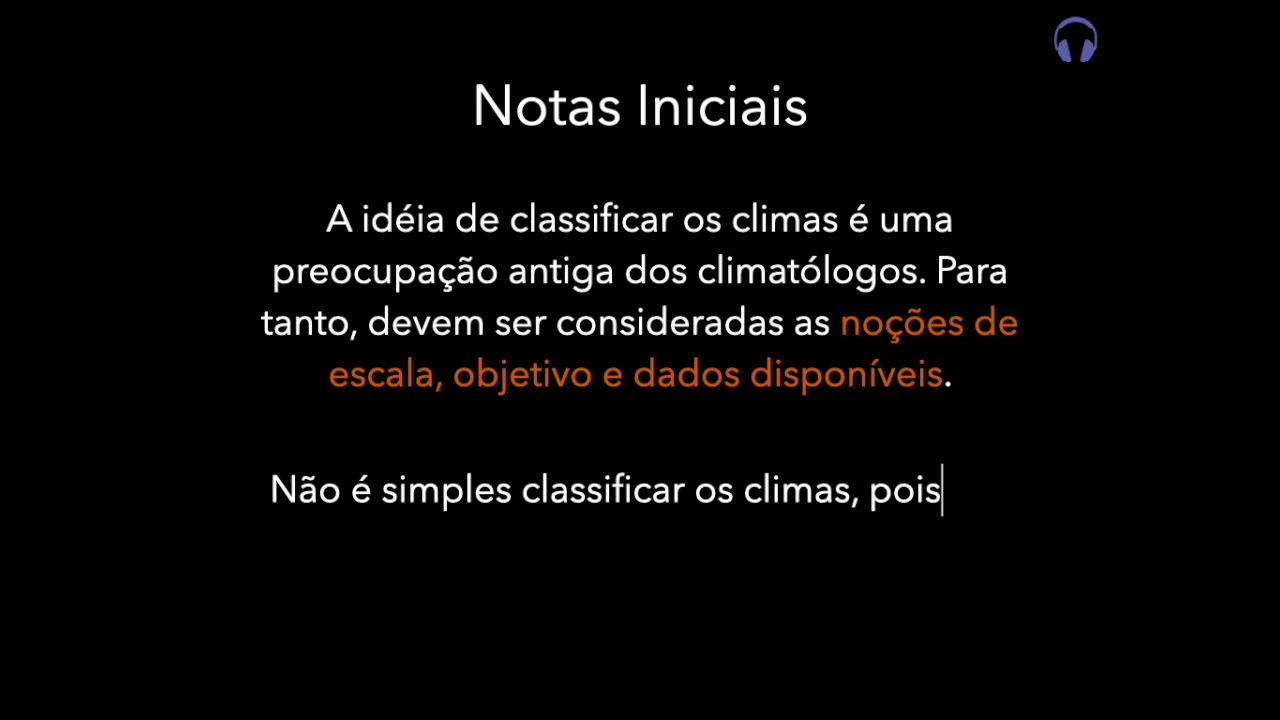 Notas Iniciais
A idéia de classificar os climas é uma
preocupação antiga dos climatólogos. Para
tanto, devem ser consideradas as noções de
escala, objetivo e dados disponíveis.
Não é simples classificar os climas, pois